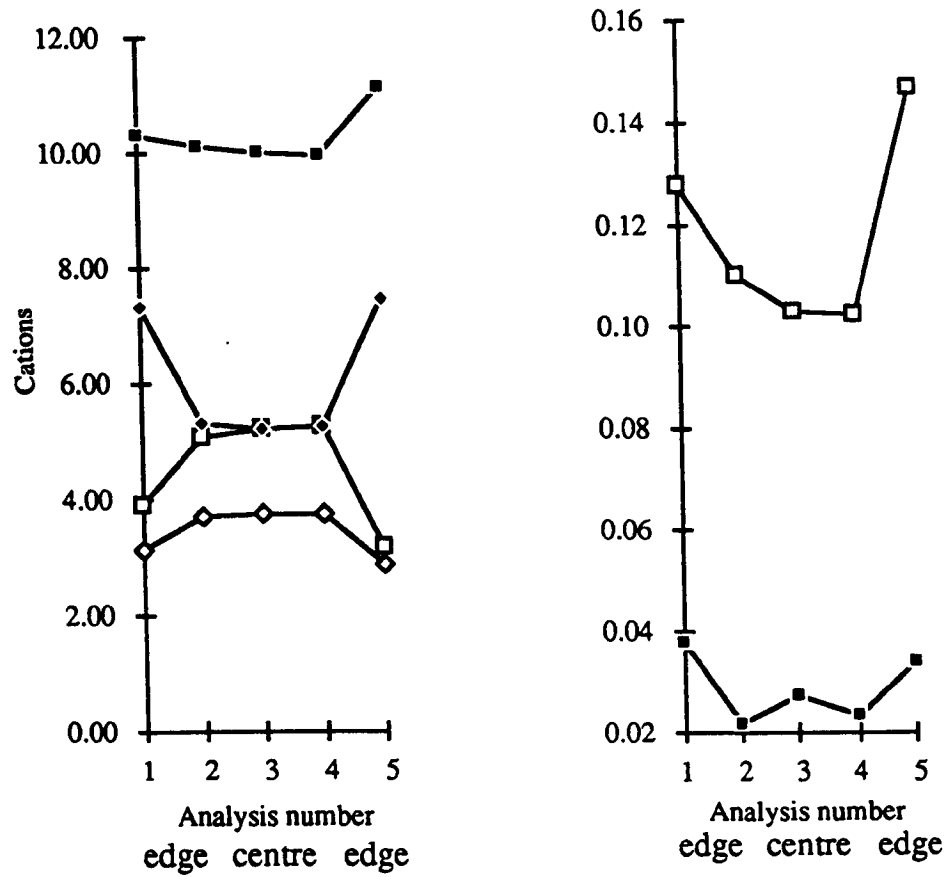 12.00
10.00
8.00
6.00
4.00
2.00
0.00
Cations
1 2 3 4 5
Analysis number
edge centre edge
0.16
0.14
0.12
0.10
0.08
0.06
0.04
0.02
1 2 3 4 5
Analysis number
edge centre edge